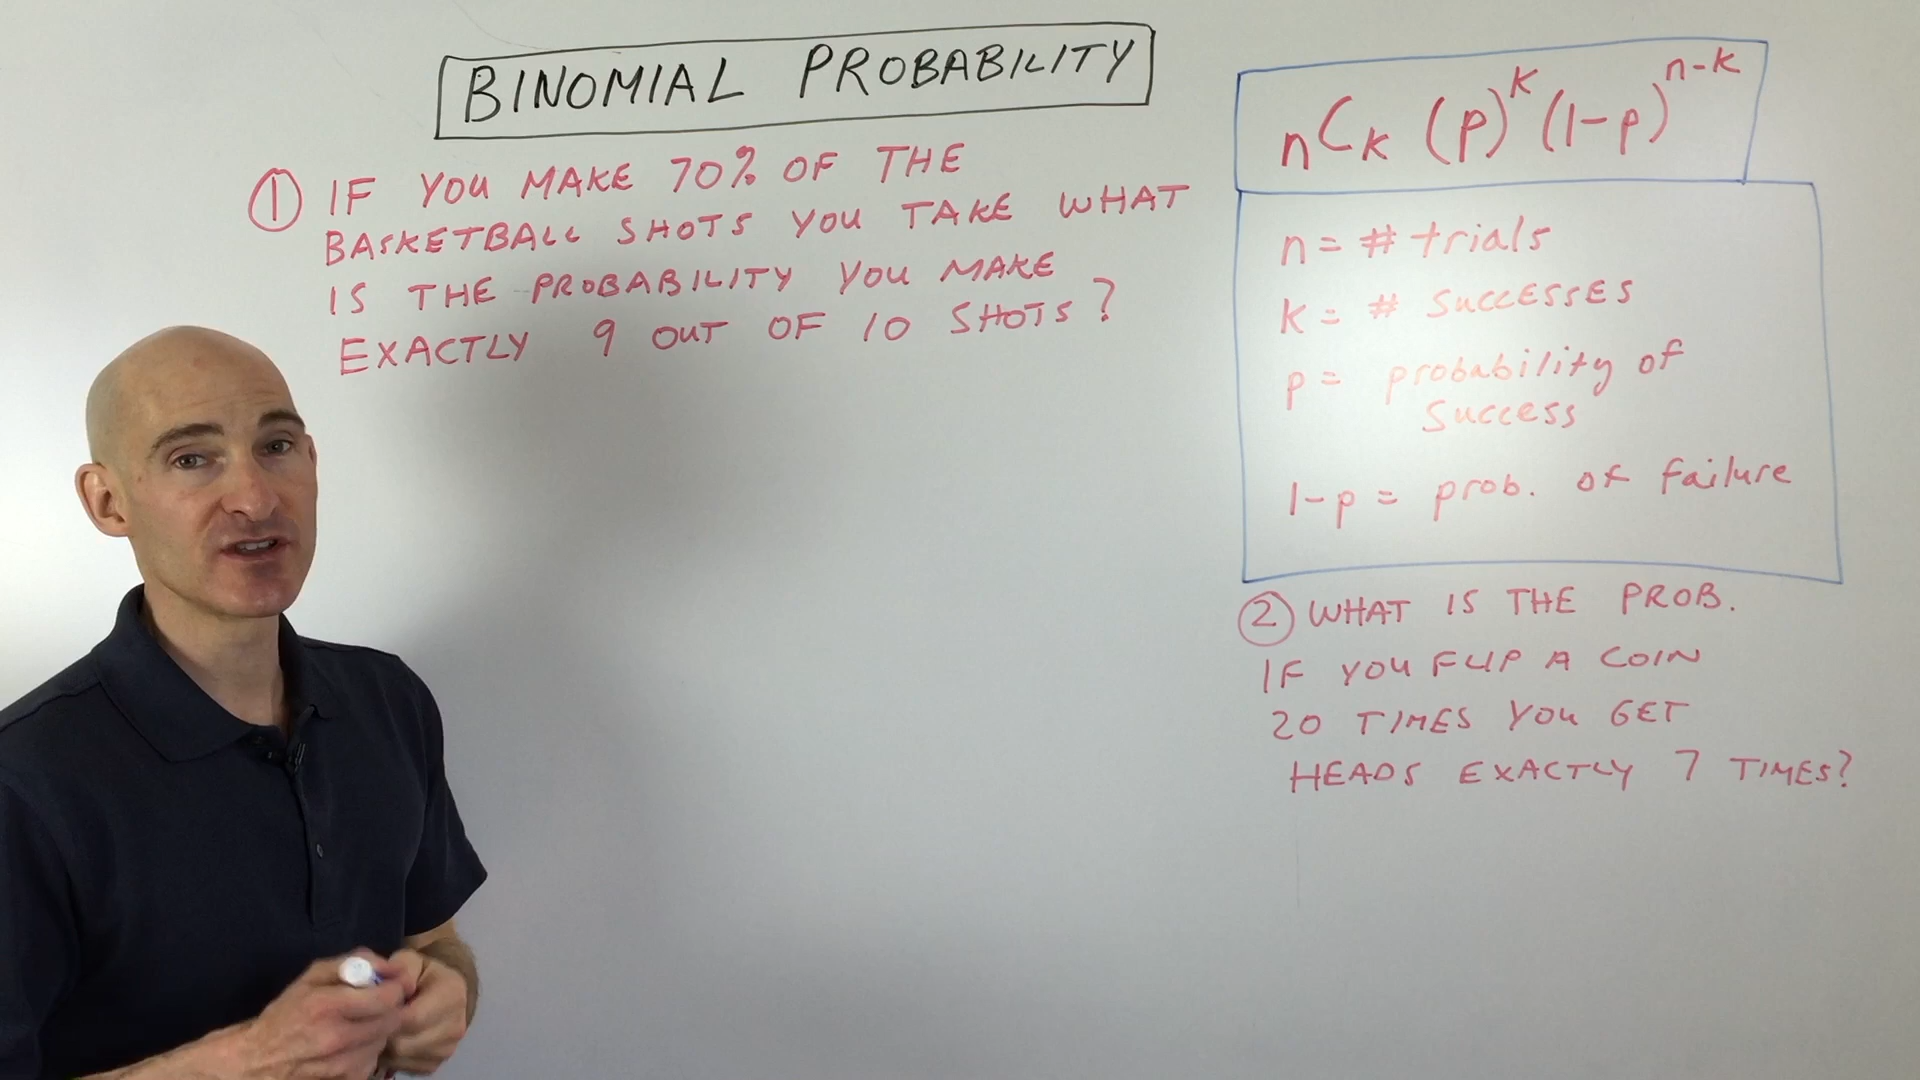 BINOMIAL PROBABILITY
① IF YOU MAKE 70% OF THE
BASKETBALL SHOTS YOU TAKE WHAT
IS THE PROBABILITY YOU MAKE
EXACTLY 9 OUT OF 10 SHOTS?
nCk (p)^k (1-p)^n-k
n = # trials
k = # successes
p = probability of
success
1-p = prob. of failure
② WHAT IS THE PROB.
IF YOU FLIP A COIN
20 TIMES YOU GET
HEADS EXACTLY 7 TIMES?